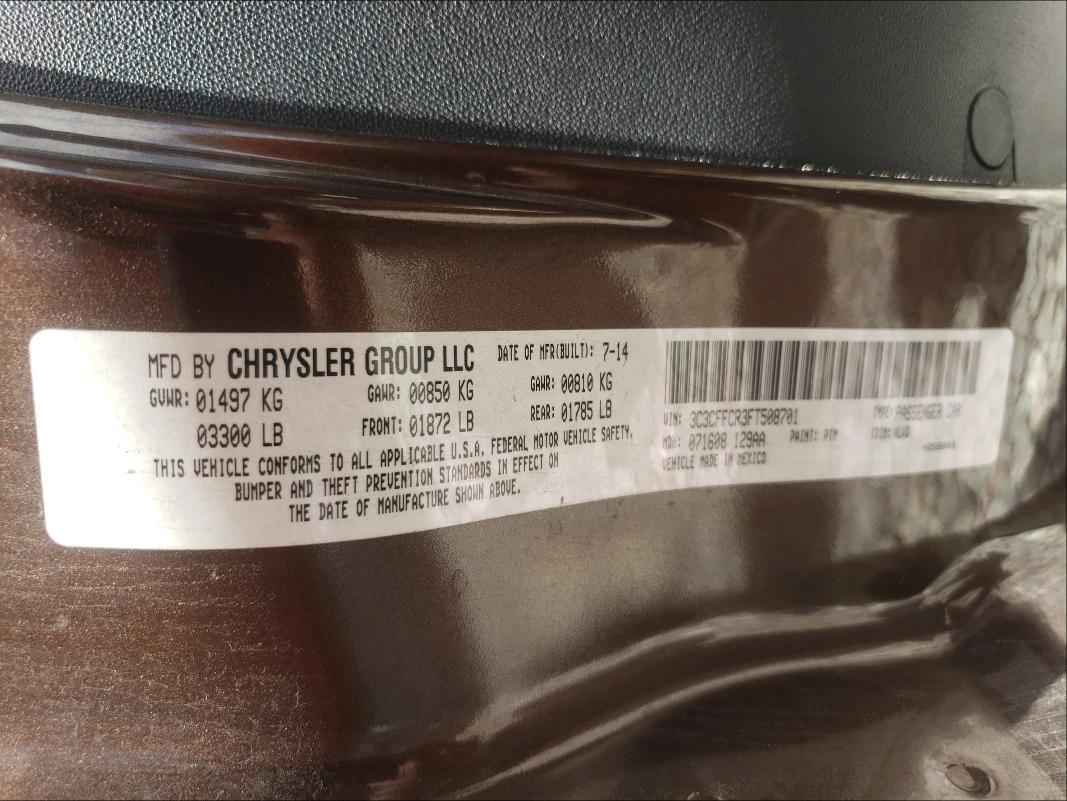 MFD BY CHRYSLER GROUP LLC
DATE OF MFR(BUILT): 7-14
GVWR: 01497 KG
GAWR: 00850 KG
GAWR: 00810 KG
03300 LB
FRONT: 01872 LB
REAR: 01785 LB
THIS VEHICLE CONFORMS TO ALL APPLICABLE U.S.A. FEDERAL MOTOR VEHICLE SAFETY,
BUMPER AND THEFT PREVENTION STANDARDS IN EFFECT ON
THE DATE OF MANUFACTURE SHOWN ABOVE.
VIN: 3C3CFFCR3FT508701
TYPE: PASSENGER CAR
MDH: 071608 129AA
PAINT: PTM
TRIM:
VEHICLE MADE IN MEXICO